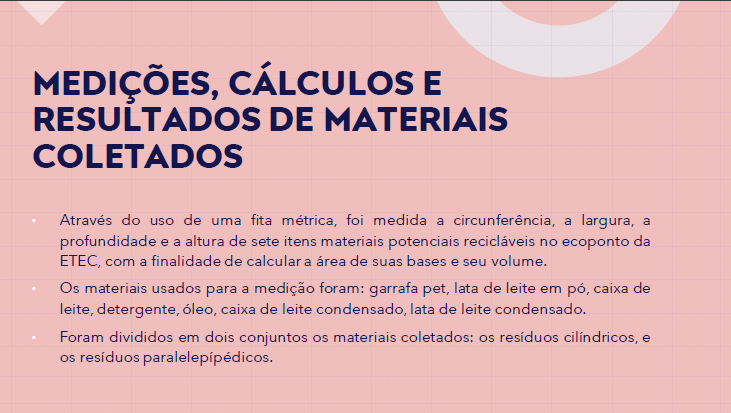 MEDIÇÕES, CÁLCULOS E
RESULTADOS DE MATERIAIS
COLETADOS
• Através do uso de uma fita métrica, foi medida a circunferência, a largura, a
profundidade e a altura de sete itens materiais potenciais recicláveis no ecoponto da
ETEC, com a finalidade de calcular a área de suas bases e seu volume.
• Os materiais usados para a medição foram: garrafa pet, lata de leite em pó, caixa de
leite, detergente, óleo, caixa de leite condensado, lata de leite condensado.
• Foram divididos em dois conjuntos os materiais coletados: os resíduos cilíndricos, e
os resíduos paralelepípédicos.